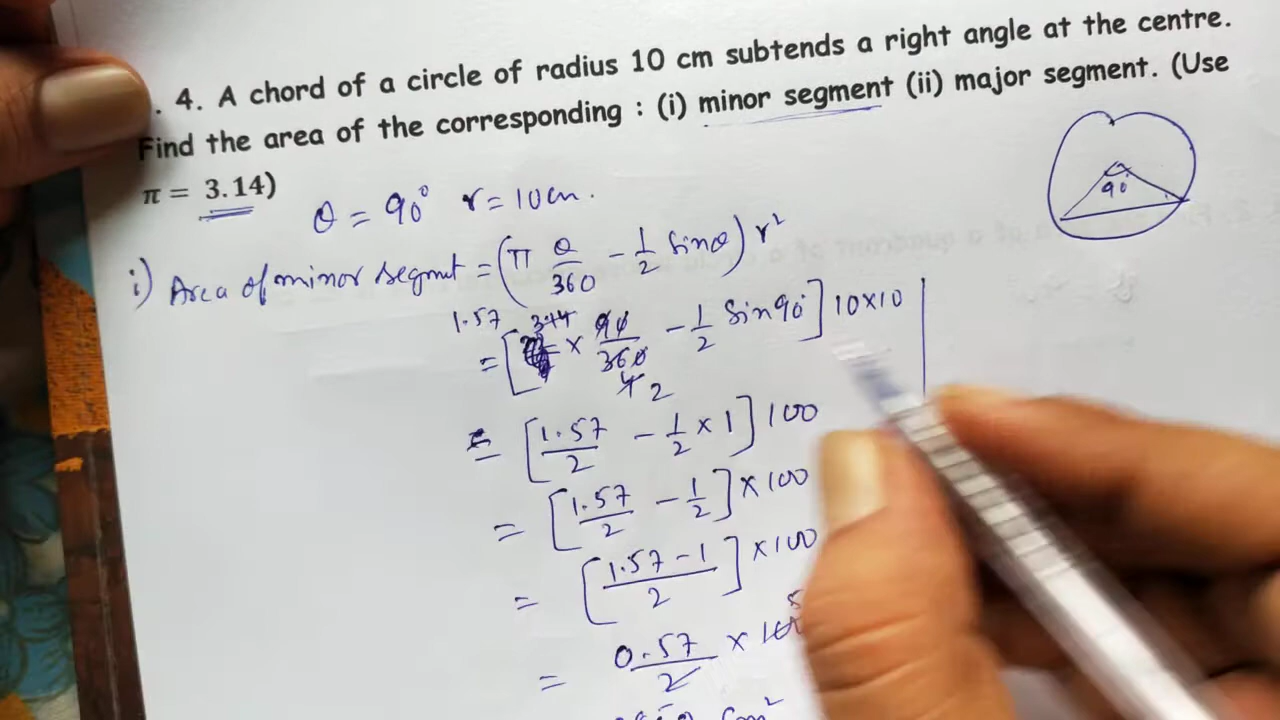 . 4. A chord of a circle of radius 10 cm subtends a right angle at the centre.
Find the area of the corresponding : (i) minor segment (ii) major segment. (Use
π = 3.14)
θ = 90° r = 10cm.
90
i) Area of minor segment = (π θ/360 - 1/2 sinθ) r²
1.57 3.14
= [ × 90/360 - 1/2 Sin90°] 10×10
4 2
= [1.57/2 - 1/2 × 1] 100
= [1.57/2 - 1/2] × 100
= [1.57-1/2] × 100
= 0.57/2 × 100
cm²